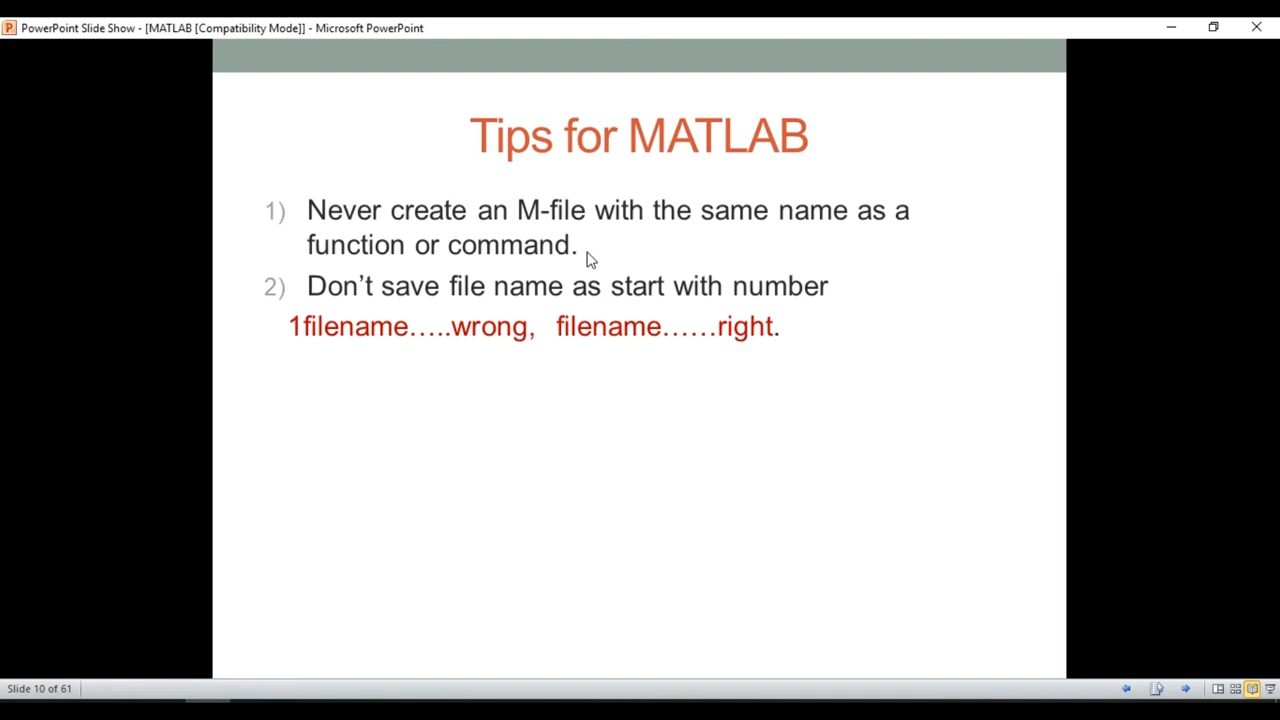 PowerPoint Slide Show - [MATLAB [Compatibility Mode]] - Microsoft PowerPoint
Tips for MATLAB
1) Never create an M-file with the same name as a
function or command.
2) Don’t save file name as start with number
1filename…..wrong, filename……right.
Slide 10 of 61